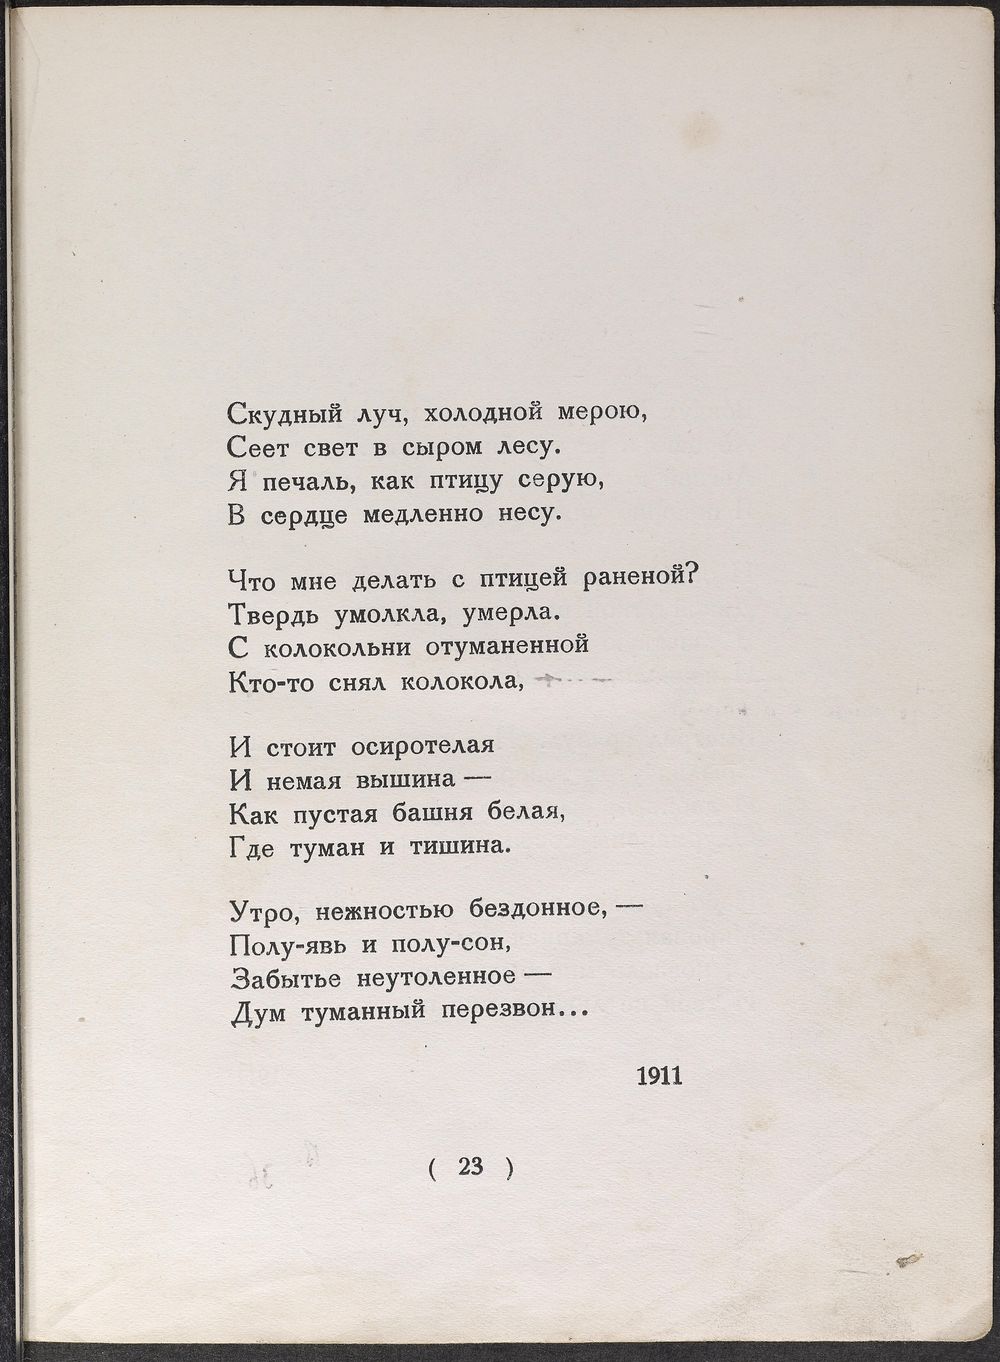 Скудный луч, холодной мерою,
Сеет свет в сыром лесу.
Я печаль, как птицу серую,
В сердце медленно несу.

Что мне делать с птицей раненой?
Твердь умолкла, умерла.
С колокольни отуманенной
Кто-то снял колокола,

И стоит осиротелая
И немая вышина —
Как пустая башня белая,
Где туман и тишина.

Утро, нежностью бездонное, —
Полу-явь и полу-сон,
Забытье неутоленное —
Дум туманный перезвон...

1911

( 23 )